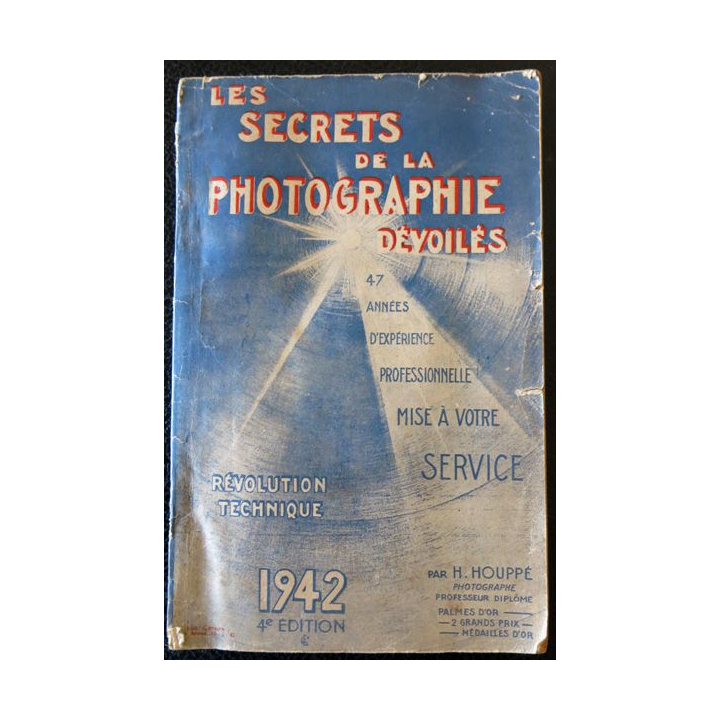 LES
SECRETS
DE LA
PHOTOGRAPHIE
DÉVOILÉS
47
ANNÉES
D'EXPÉRIENCE
PROFESSIONNELLE
MISE À VOTRE
SERVICE
RÉVOLUTION
TECHNIQUE
1942
4e EDITION
PAR H. HOUPPÉ
PHOTOGRAPHE
PROFESSEUR DIPLÔME
PALMES D'OR
2 GRANDS PRIX
MÉDAILLES D'OR